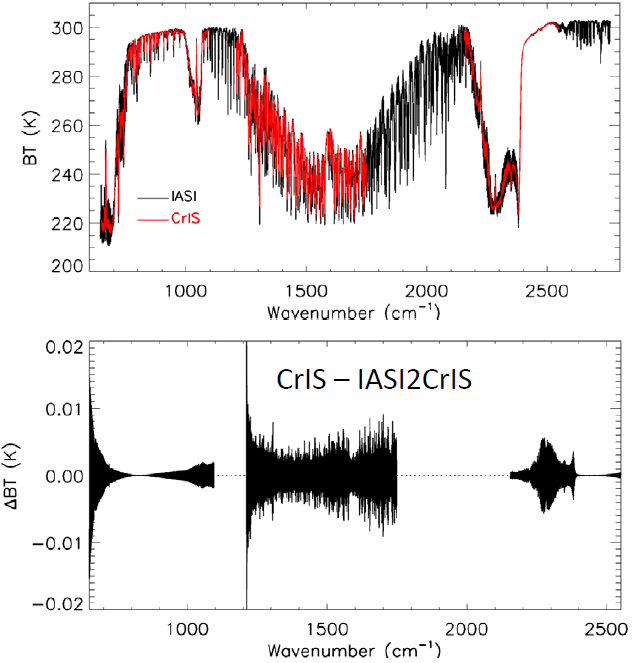 BT (K)
300
280
260
240
220
200
IASI
CrIS
1000
1500
2000
2500
Wavenumber (cm⁻¹)
ΔBT (K)
0.02
0.01
0.00
−0.01
−0.02
CrIS – IASI2CrIS
1000
1500
2000
2500
Wavenumber (cm⁻¹)